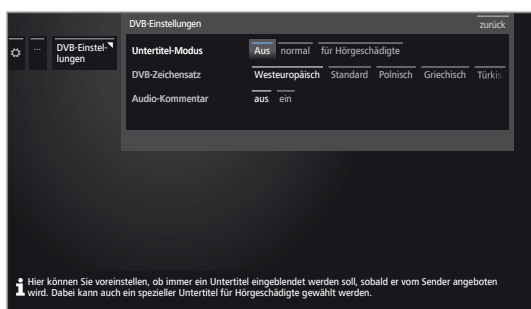 DVB-Einstellungen zurück
... DVB-Einstel-
lungen
Untertitel-Modus Aus normal für Hörgeschädigte
DVB-Zeichensatz Westeuropäisch Standard Polnisch Griechisch Türkis
Audio-Kommentar aus ein
Hier können Sie voreinstellen, ob immer ein Untertitel eingeblendet werden soll, sobald er vom Sender angeboten
wird. Dabei kann auch ein spezieller Untertitel für Hörgeschädigte gewählt werden.